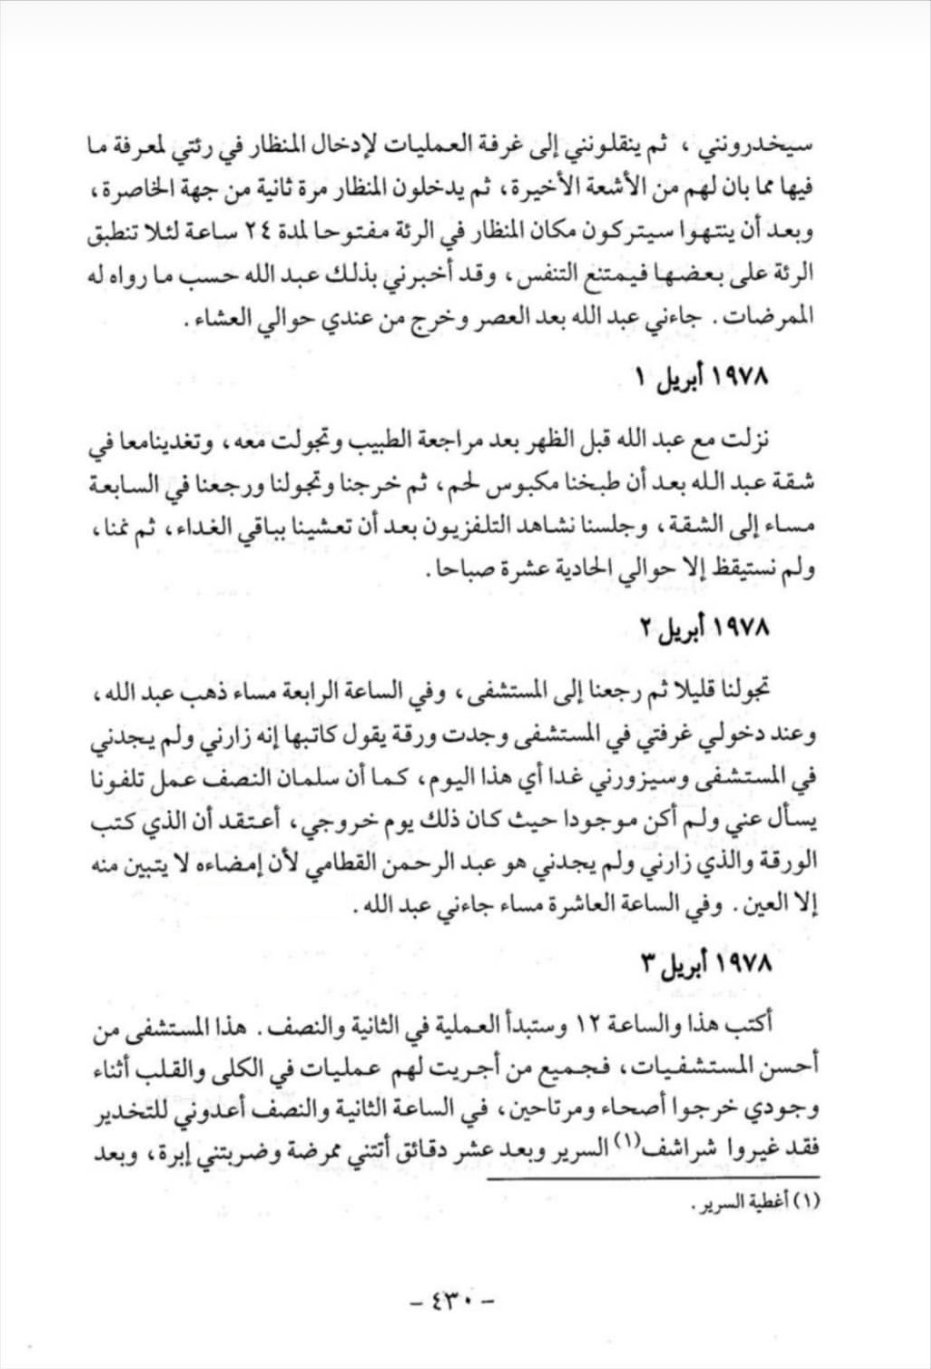 سيخدرونني ، ثم ينقلونني إلى غرفة العمليات لإدخال المنظار في رئتي لمعرفة ما
فيها مما بان لهم من الأشعة الأخيرة، ثم يدخلون المنظار مرة ثانية من جهة الخاصرة،
وبعد أن ينتهوا سيتركون مكان المنظار في الرئة مفتوحا لمدة ٢٤ ساعة لئلا تنطبق
الرئة على بعضها فيمتنع التنفس، وقد أخبرني بذلك عبد الله حسب ما رواه له
الممرضات . جاءني عبد الله بعد العصر وخرج من عندي حوالي العشاء .
١٩٧٨ أبريل ١
نزلت مع عبد الله قبل الظهر بعد مراجعة الطبيب وتجولت معه، وتغدينامعا في
شقة عبد الله بعد أن طبخنا مكبوس لحم، ثم خرجنا وتجولنا ورجعنا في السابعة
مساء إلى الشقة، وجلسنا نشاهد التلفزيون بعد أن تعشينا بباقي الغداء، ثم نمنا،
ولم نستيقظ إلا حوالي الحادية عشرة صباحا.
١٩٧٨ أبريل ٢
تجولنا قليلا ثم رجعنا إلى المستشفى، وفي الساعة الرابعة مساء ذهب عبد الله،
وعند دخولي غرفتي في المستشفى وجدت ورقة يقول كاتبها إنه زارني ولم يجدني
في المستشفى وسيزورني غدا أي هذا اليوم، كما أن سلمان النصف عمل تلفونا
يسأل عني ولم أكن موجودا حيث كان ذلك يوم خروجي، أعتقد أن الذي كتب
الورقة والذي زارني ولم يجدني هو عبد الرحمن القطامي لأن إمضاءه لا يتبين منه
إلا العين . وفي الساعة العاشرة مساء جاءني عبد الله.
١٩٧٨ أبريل ٣
أكتب هذا والساعة ١٢ وستبدأ العملية في الثانية والنصف . هذا المستشفى من
أحسن المستشفيات، فجميع من أجريت لهم عمليات في الكلى والقلب أثناء
وجودي خرجوا أصحاء ومرتاحين، في الساعة الثانية والنصف أعدوني للتخدير
فقد غيروا شراشف(١) السرير وبعد عشر دقائق أتتني ممرضة وضربتني إبرة، وبعد
(١) أغطية السرير .
- ٤٣٠ -